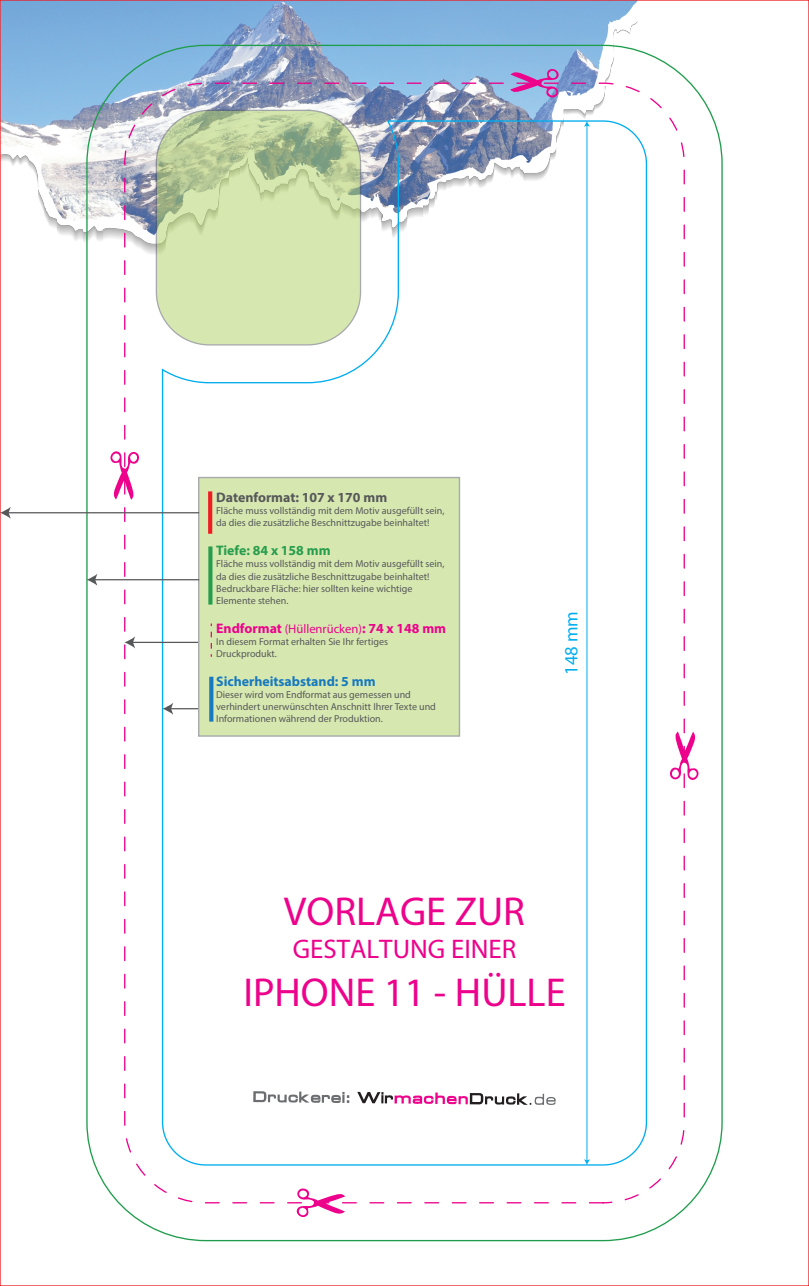 Datenformat: 107 x 170 mm
Fläche muss vollständig mit dem Motiv ausgefüllt sein,
da dies die zusätzliche Beschnittzugabe beinhaltet!
Tiefe: 84 x 158 mm
Fläche muss vollständig mit dem Motiv ausgefüllt sein,
da dies die zusätzliche Beschnittzugabe beinhaltet!
Bedruckbare Fläche: hier sollten keine wichtige
Elemente stehen.
Endformat (Hüllenrücken): 74 x 148 mm
In diesem Format erhalten Sie Ihr fertiges
Druckprodukt.
Sicherheitsabstand: 5 mm
Dieser wird vom Endformat aus gemessen und
verhindert unerwünschten Anschnitt Ihrer Texte und
Informationen während der Produktion.
148 mm
VORLAGE ZUR
GESTALTUNG EINER
IPHONE 11 - HÜLLE
Druckerei: WirmachenDruck.de